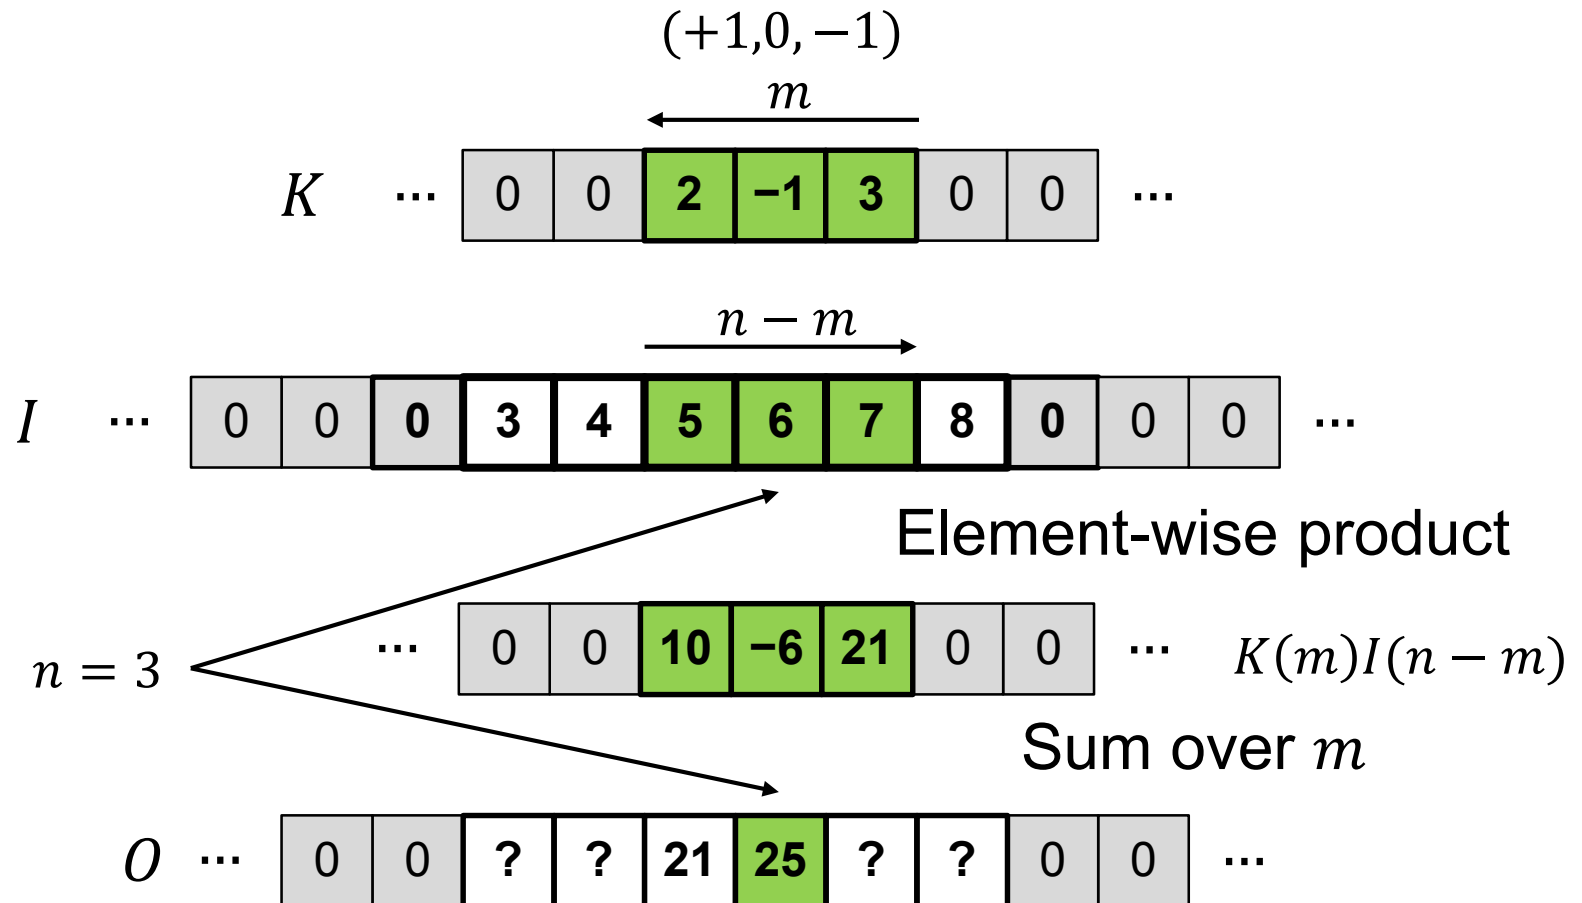 (+1,0,−1)
m
K ⋯ 0 0 2 −1 3 0 0 ⋯
n − m
I ⋯ 0 0 0 3 4 5 6 7 8 0 0 0 ⋯
Element-wise product
n = 3 ⋯ 0 0 10 −6 21 0 0 ⋯ K(m)I(n − m)
Sum over m
O ⋯ 0 0 ? ? 21 25 ? ? 0 0 ⋯